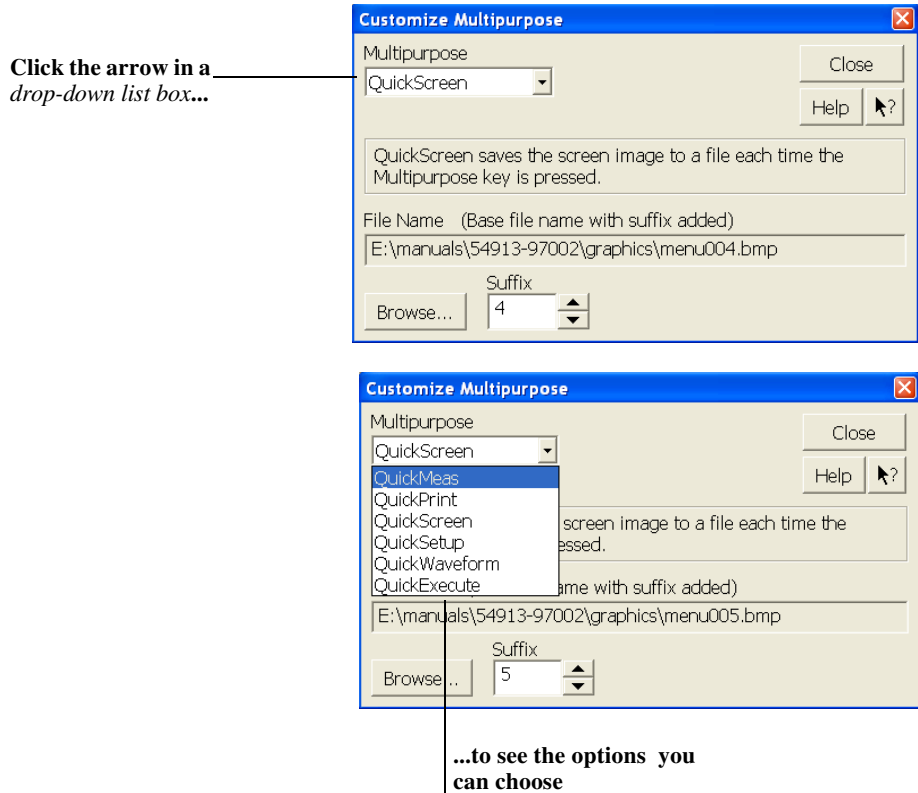 Customize Multipurpose
Click the arrow in a
drop-down list box...
Multipurpose
QuickScreen
Close
Help
?
QuickScreen saves the screen image to a file each time the
Multipurpose key is pressed.
File Name (Base file name with suffix added)
E:\manuals\54913-97002\graphics\menu004.bmp
Suffix
Browse...
4
Customize Multipurpose
Multipurpose
QuickScreen
Close
Help
?
QuickMeas
QuickPrint
QuickScreen
QuickSetup
QuickWaveform
QuickExecute
screen image to a file each time the
essed.
ame with suffix added)
E:\manuals\54913-97002\graphics\menu005.bmp
Suffix
Browse...
5
...to see the options you
can choose